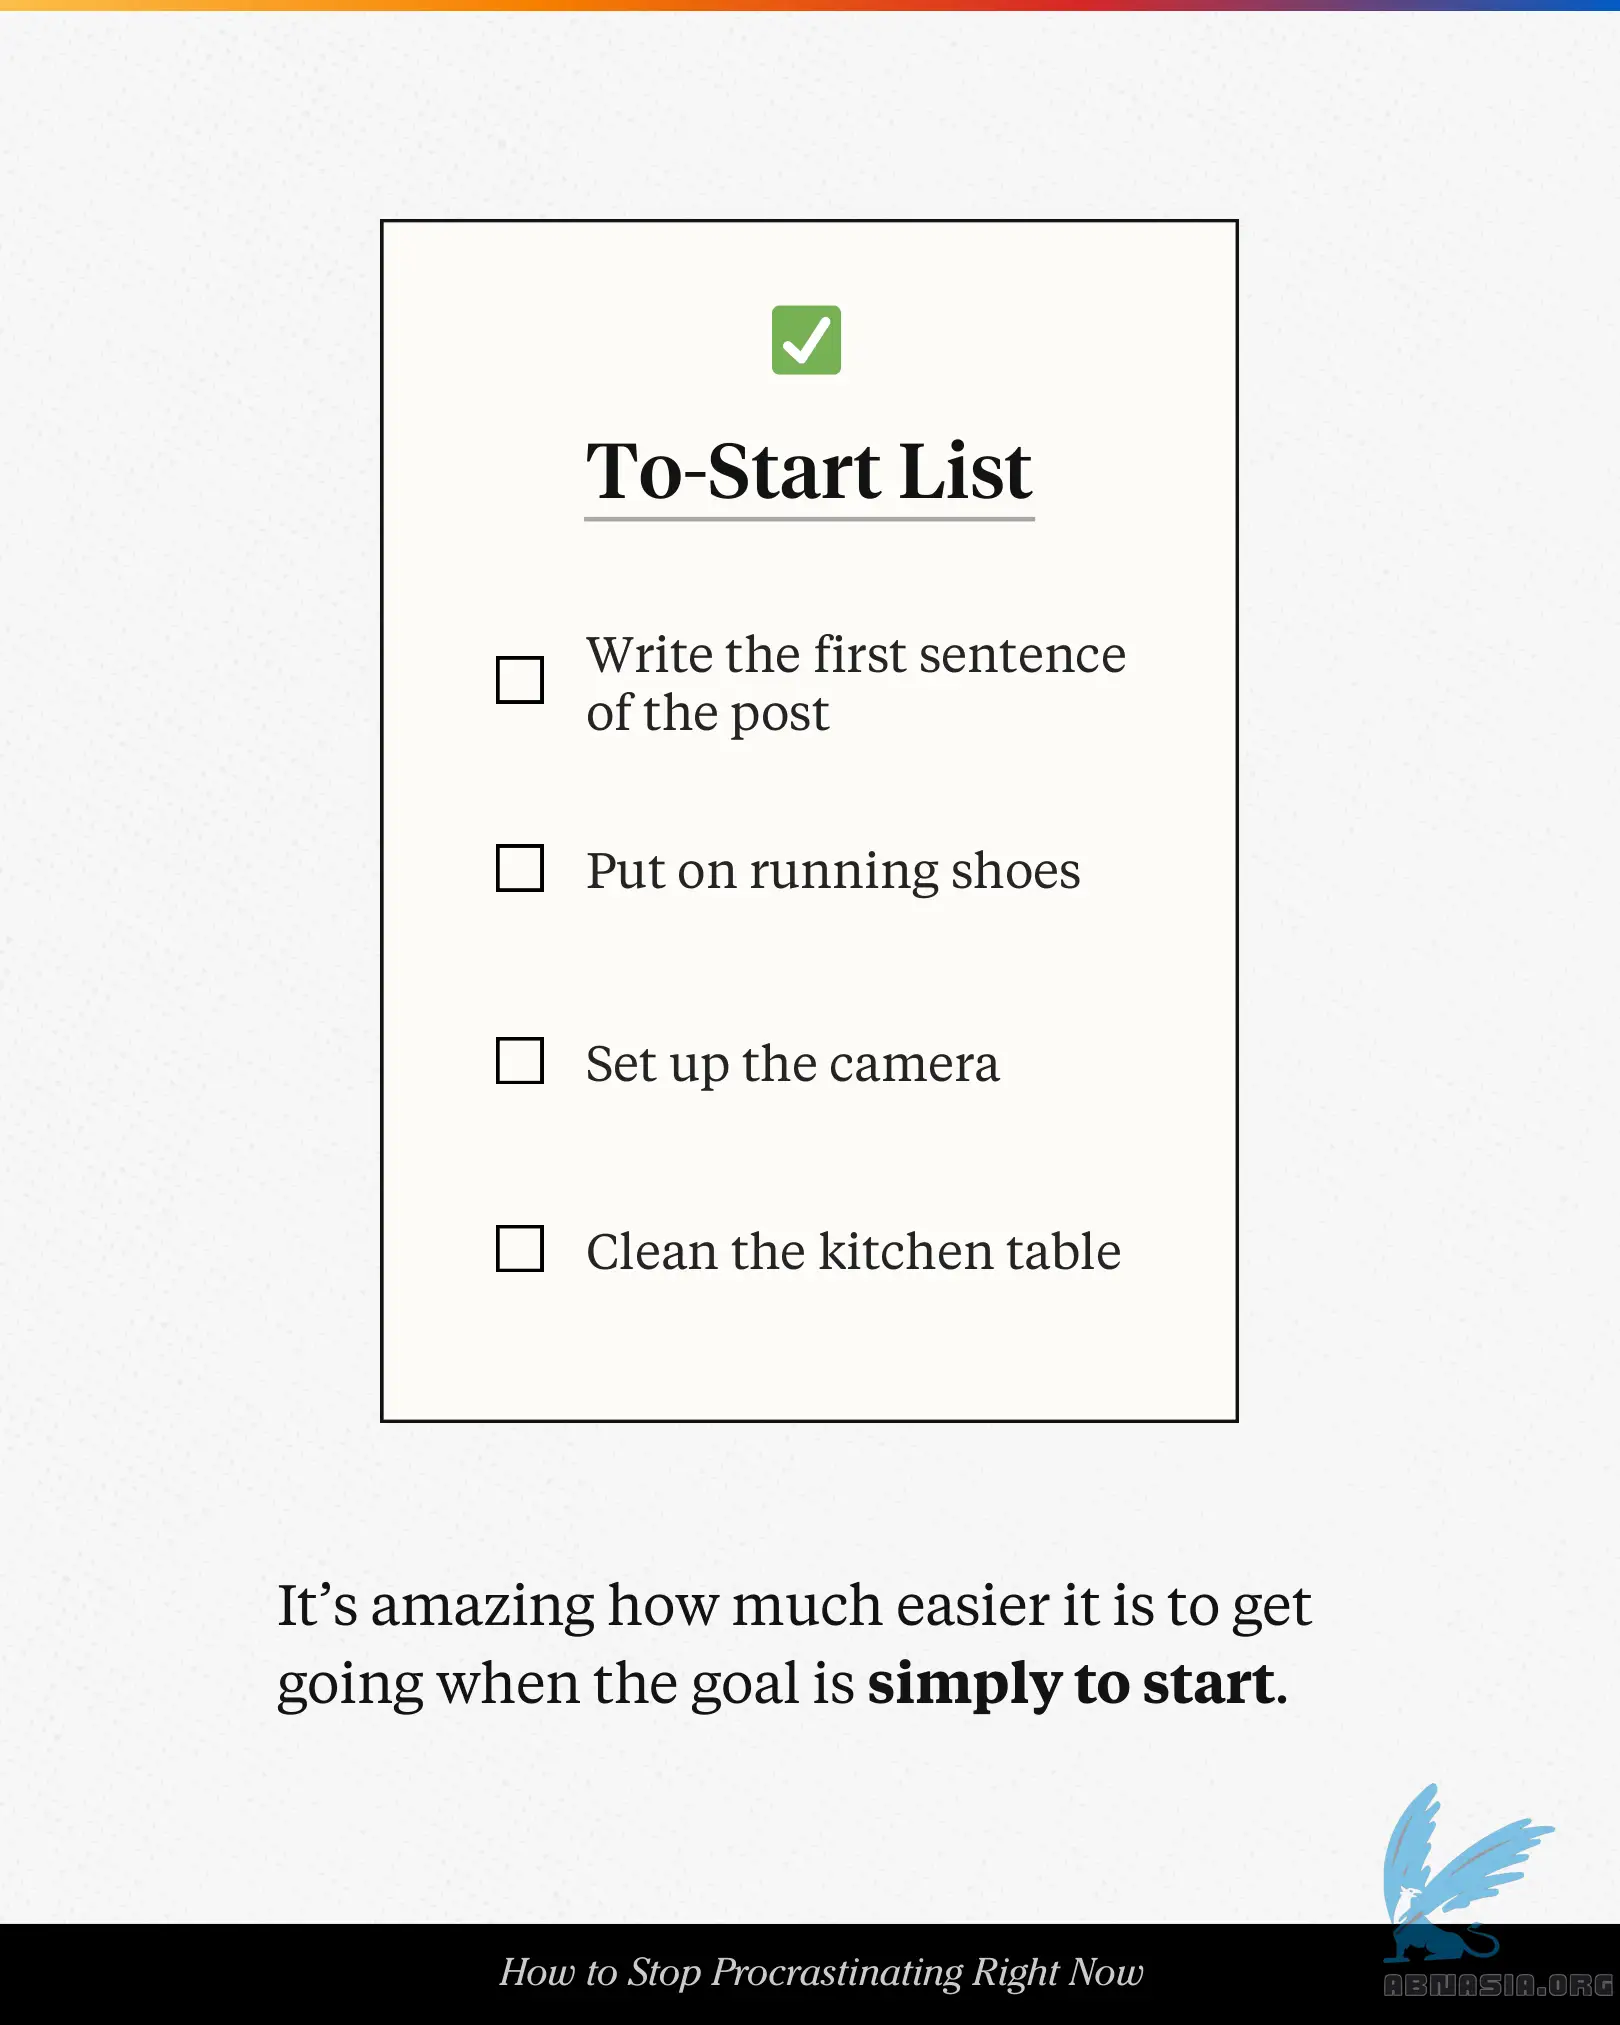 To-Start List
Write the first sentence
of the post
Put on running shoes
Set up the camera
Clean the kitchen table
It’s amazing how much easier it is to get
going when the goal is simply to start.
How to Stop Procrastinating Right Now
ABNASIA.ORG